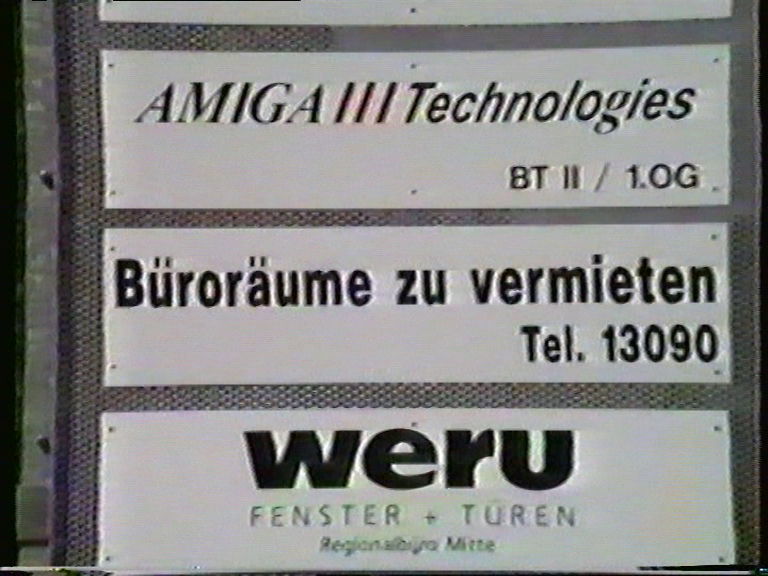 AMIGA /// Technologies
BT II / 1.OG
Büroräume zu vermieten
Tel. 13090
weru
FENSTER + TÜREN
Regionalbüro Mitte